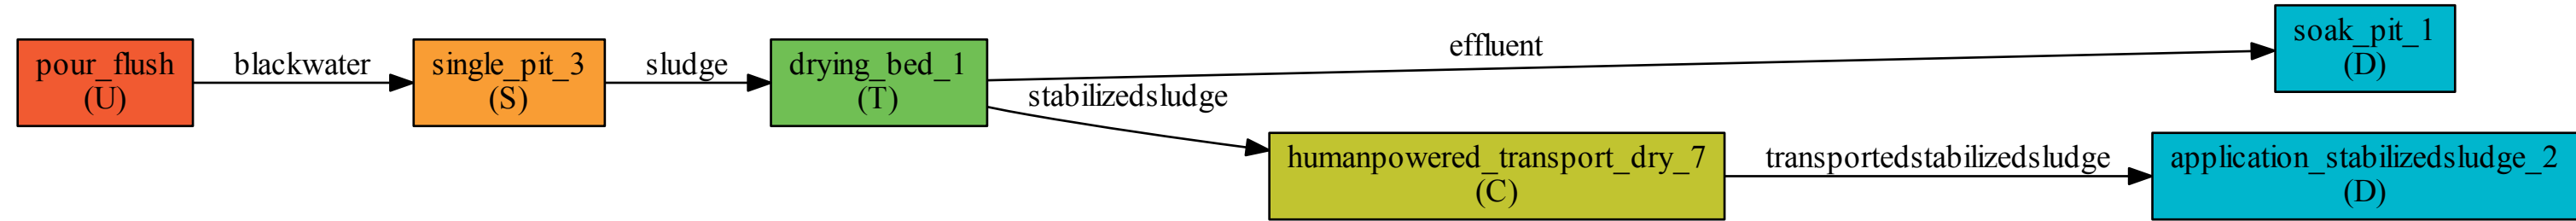 pour_flush
(U)
blackwater
single_pit_3
(S)
sludge
drying_bed_1
(T)
effluent
soak_pit_1
(D)
stabilizedsludge
humanpowered_transport_dry_7
(C)
transportedstabilizedsludge
application_stabilizedsludge_2
(D)